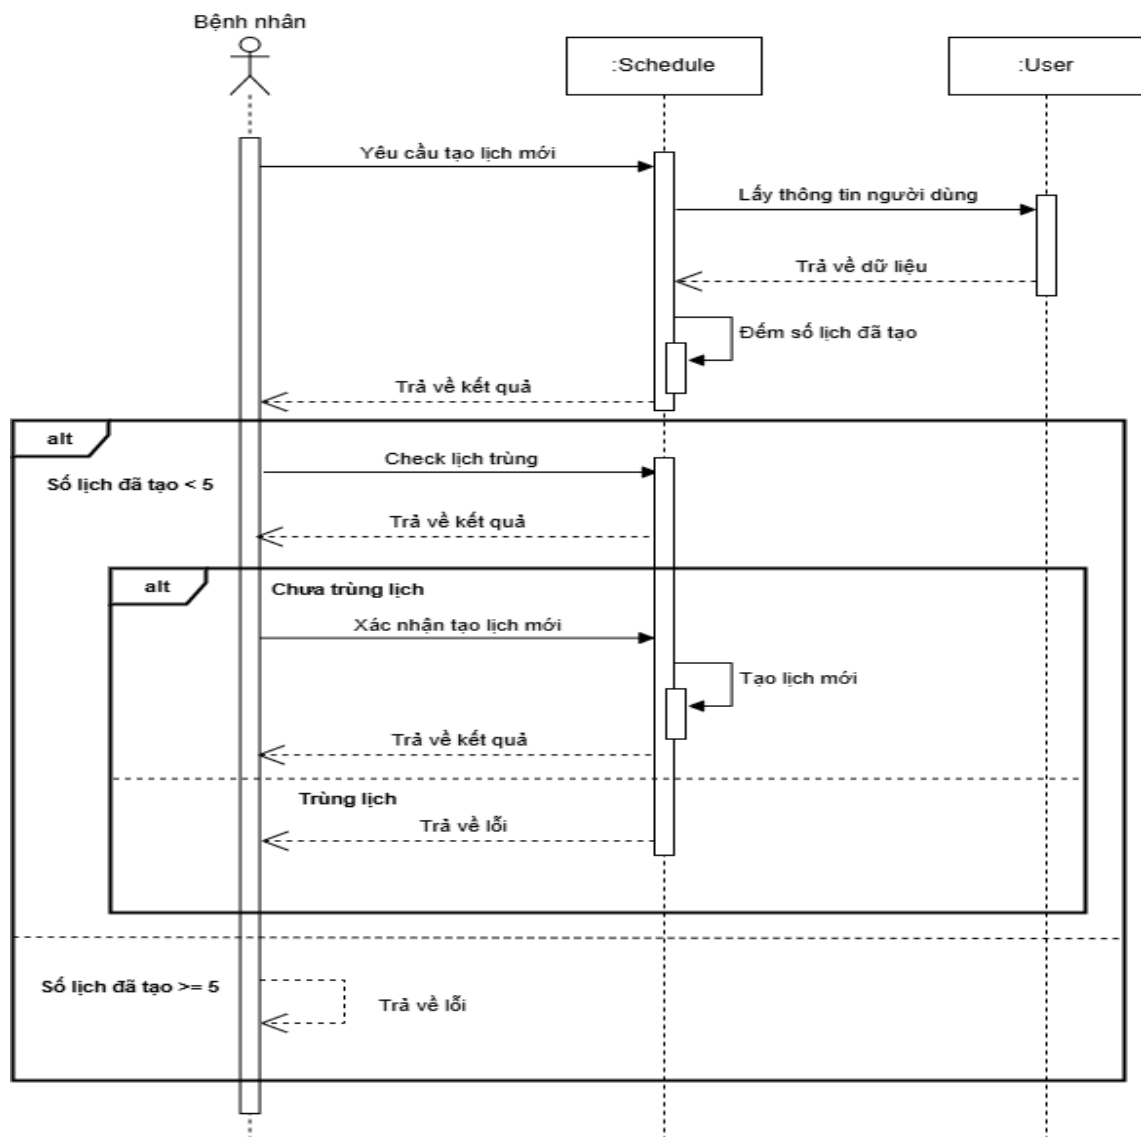 Bệnh nhân
:Schedule
:User
Yêu cầu tạo lịch mới
Lấy thông tin người dùng
Trả về dữ liệu
Đếm số lịch đã tạo
Trả về kết quả
alt
Check lịch trùng
Số lịch đã tạo < 5
Trả về kết quả
alt
Chưa trùng lịch
Xác nhận tạo lịch mới
Tạo lịch mới
Trả về kết quả
Trùng lịch
Trả về lỗi
Số lịch đã tạo >= 5
Trả về lỗi